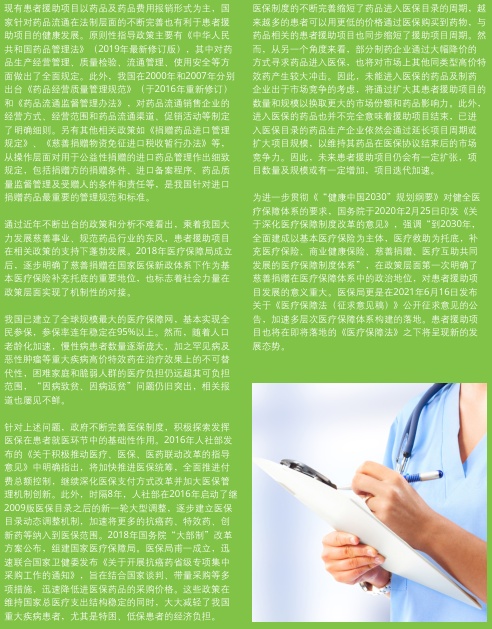 现有患者援助项目以药品及药品费用报销形式为主，国
家针对药品流通在法制层面的不断完善也有利于患者援
助项目的健康发展。原则性指导政策主要有《中华人民
共和国药品管理法》（2019年最新修订版），其中对药
品生产经营管理、质量检验、流通管理、使用安全等方
面做出了全面规定。此外，我国在2000年和2007年分别
出台《药品经营质量管理规范》（于2016年重新修订）
和《药品流通监督管理办法》，对药品流通销售企业的
经营方式、经营范围和药品流通渠道、促销活动等制定
了明确细则。另有其他相关政策如《捐赠药品进口管理
规定》、《慈善捐赠物资免征进口税收暂行办法》等，
从操作层面对用于公益性捐赠的进口药品管理作出细致
规定，包括捐赠方的捐赠条件、进口备案程序、药品质
量监督管理及受赠人的条件和责任等，是我国针对进口
捐赠药品最重要的管理规范和标准。
通过近年不断出台的政策和分析不难看出，乘着我国大
力发展慈善事业、规范药品行业的东风，患者援助项目
在相关政策的支持下蓬勃发展。2018年医疗保障局成立
后，逐步明确了慈善捐赠在国家医保新政体系下作为基
本医疗保险补充托底的重要地位，也标志着社会力量在
政策层面实现了机制性的对接。
我国已建立了全球规模最大的医疗保障网，基本实现全
民参保，参保率连年稳定在95%以上。然而，随着人口
老龄化加速，慢性病患者数量逐渐庞大，加之罕见病及
恶性肿瘤等重大疾病高价特效药在治疗效果上的不可替
代性，困难家庭和脆弱人群的医疗负担仍远超其可负担
范围，“因病致贫、因病返贫”问题仍旧突出，相关报
道也屡见不鲜。
针对上述问题，政府不断完善医保制度，积极探索发挥
医保在患者就医环节中的基础性作用。2016年人社部发
布的《关于积极推动医疗、医保、医药联动改革的指导
意见》中明确指出，将加快推进医保统筹，全面推进付
费总额控制，继续深化医保支付方式改革并加大医保管
理机制创新。此外，时隔8年，人社部在2016年启动了继
2009版医保目录之后的新一轮大型调整，逐步建立医保
目录动态调整机制，加速将更多的抗癌药、特效药、创
新药等纳入到医保范围。2018年国务院“大部制”改革
方案公布，组建国家医疗保障局，医保局甫一成立，迅
速联合国家卫健委发布《关于开展抗癌药省级专项集中
采购工作的通知》，旨在结合国家谈判、带量采购等多
项措施，迅速降低进医保药品的采购价格。这些政策在
维持国家总医疗支出结构稳定的同时，大大减轻了我国
重大疾病患者，尤其是特困、低保患者的经济负担。
医保制度的不断完善缩短了药品进入医保目录的周期，越
来越多的患者可以用更低的价格通过医保购买到药物，与
药品相关的患者援助项目也同步缩短了援助项目周期。然
而，从另一个角度来看，部分制药企业通过大幅降价的
方式寻求药品进入医保，也将对市场上其他同类型高价特
效药产生较大冲击。因此，未能进入医保的药品及制药
企业出于市场竞争的考虑，将通过扩大其患者援助项目的
数量和规模以换取更大的市场份额和药品影响力。此外，
进入医保的药品也并不完全意味着援助项目结束，已进
入医保目录的药品生产企业依然会通过延长项目周期或
扩大项目规模，以维持其药品在医保协议结束后的市场
竞争力。因此，未来患者援助项目仍会有一定扩张，项
目数量及规模或有一定增加，项目迭代加速。
为进一步贯彻《“健康中国2030”规划纲要》对健全医
疗保障体系的要求，国务院于2020年2月25日印发《关
于深化医疗保障制度改革的意见》，强调“到2030年，
全面建成以基本医疗保险为主体，医疗救助为托底，补
充医疗保险、商业健康保险、慈善捐赠、医疗互助共同
发展的医疗保障制度体系”，在政策层面第一次明确了
慈善捐赠在医疗保障体系中的政治地位，对患者援助项
目发展的意义重大。医保局更是在2021年6月16日发布
关于《医疗保障法（征求意见稿）》公开征求意见的公
告，加速多层次医疗保障体系构建的落地。患者援助项
目也将在即将落地的《医疗保障法》之下将呈现新的发
展态势。